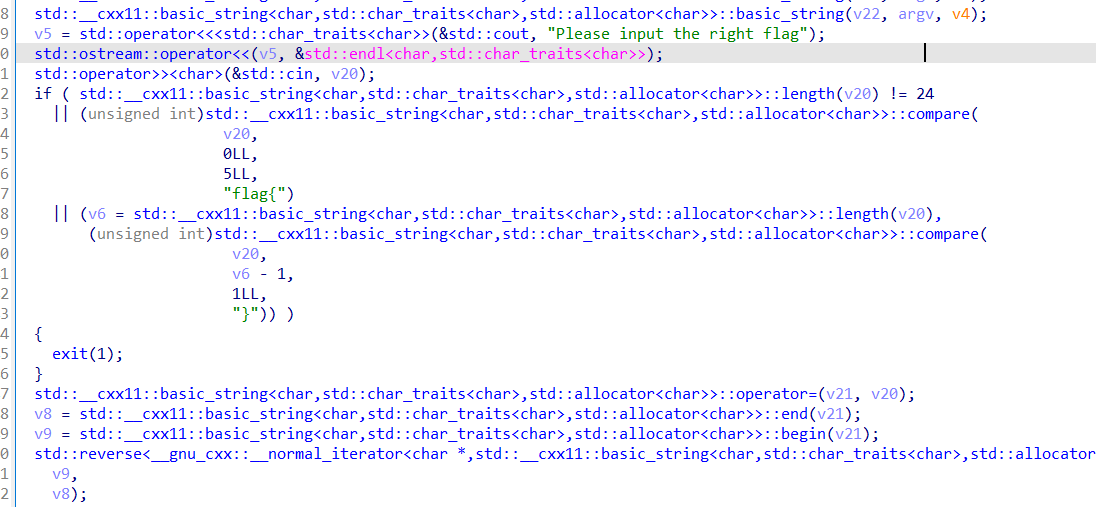 8 std::__cxx11::basic_string<char,std::char_traits<char>,std::allocator<char>>::basic_string(v22, argv, v4);
9 v5 = std::operator<<<std::char_traits<char>>(&std::cout, "Please input the right flag");
0 std::ostream::operator<<(v5, &std::endl<char,std::char_traits<char>>);
1 std::operator>><char>(&std::cin, v20);
2 if ( std::__cxx11::basic_string<char,std::char_traits<char>,std::allocator<char>>::length(v20) != 24
3 || (unsigned int)std::__cxx11::basic_string<char,std::char_traits<char>,std::allocator<char>>::compare(
4 v20,
5 0LL,
6 5LL,
7 "flag{")
8 || (v6 = std::__cxx11::basic_string<char,std::char_traits<char>,std::allocator<char>>::length(v20),
9 (unsigned int)std::__cxx11::basic_string<char,std::char_traits<char>,std::allocator<char>>::compare(
0 v20,
1 v6 - 1,
2 1LL,
3 "}")) )
4 {
5 exit(1);
6 }
7 std::__cxx11::basic_string<char,std::char_traits<char>,std::allocator<char>>::operator=(v21, v20);
8 v8 = std::__cxx11::basic_string<char,std::char_traits<char>,std::allocator<char>>::end(v21);
9 v9 = std::__cxx11::basic_string<char,std::char_traits<char>,std::allocator<char>>::begin(v21);
0 std::reverse<__gnu_cxx::__normal_iterator<char *,std::__cxx11::basic_string<char,std::char_traits<char>,std::allocator
1 v9,
2 v8);